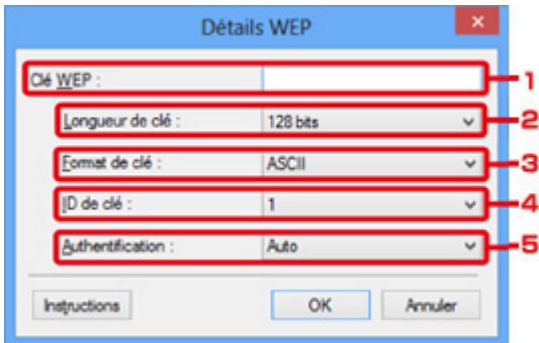 Détails WEP
Clé WEP : 1
Longueur de clé : 128 bits 2
Format de clé : ASCII 3
ID de clé : 1 4
Authentification : Auto 5
Instructions OK Annuler